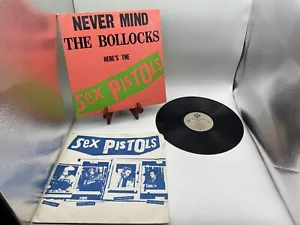 NEVER MIND
THE BOLLOCKS
HERE'S THE
Sex PISTOLS
Sex PISTOLS